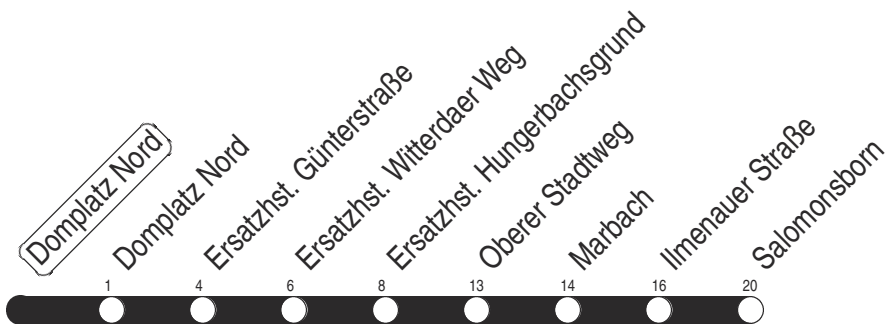 Domplatz Nord
Domplatz Nord
Ersatzhst. Günterstraße
Ersatzhst. Witterdaer Weg
Ersatzhst. Hungerbachsgrund
Oberer Stadtweg
Marbach
Ilmenauer Straße
Salomonsborn
1 4 6 8 13 14 16 20